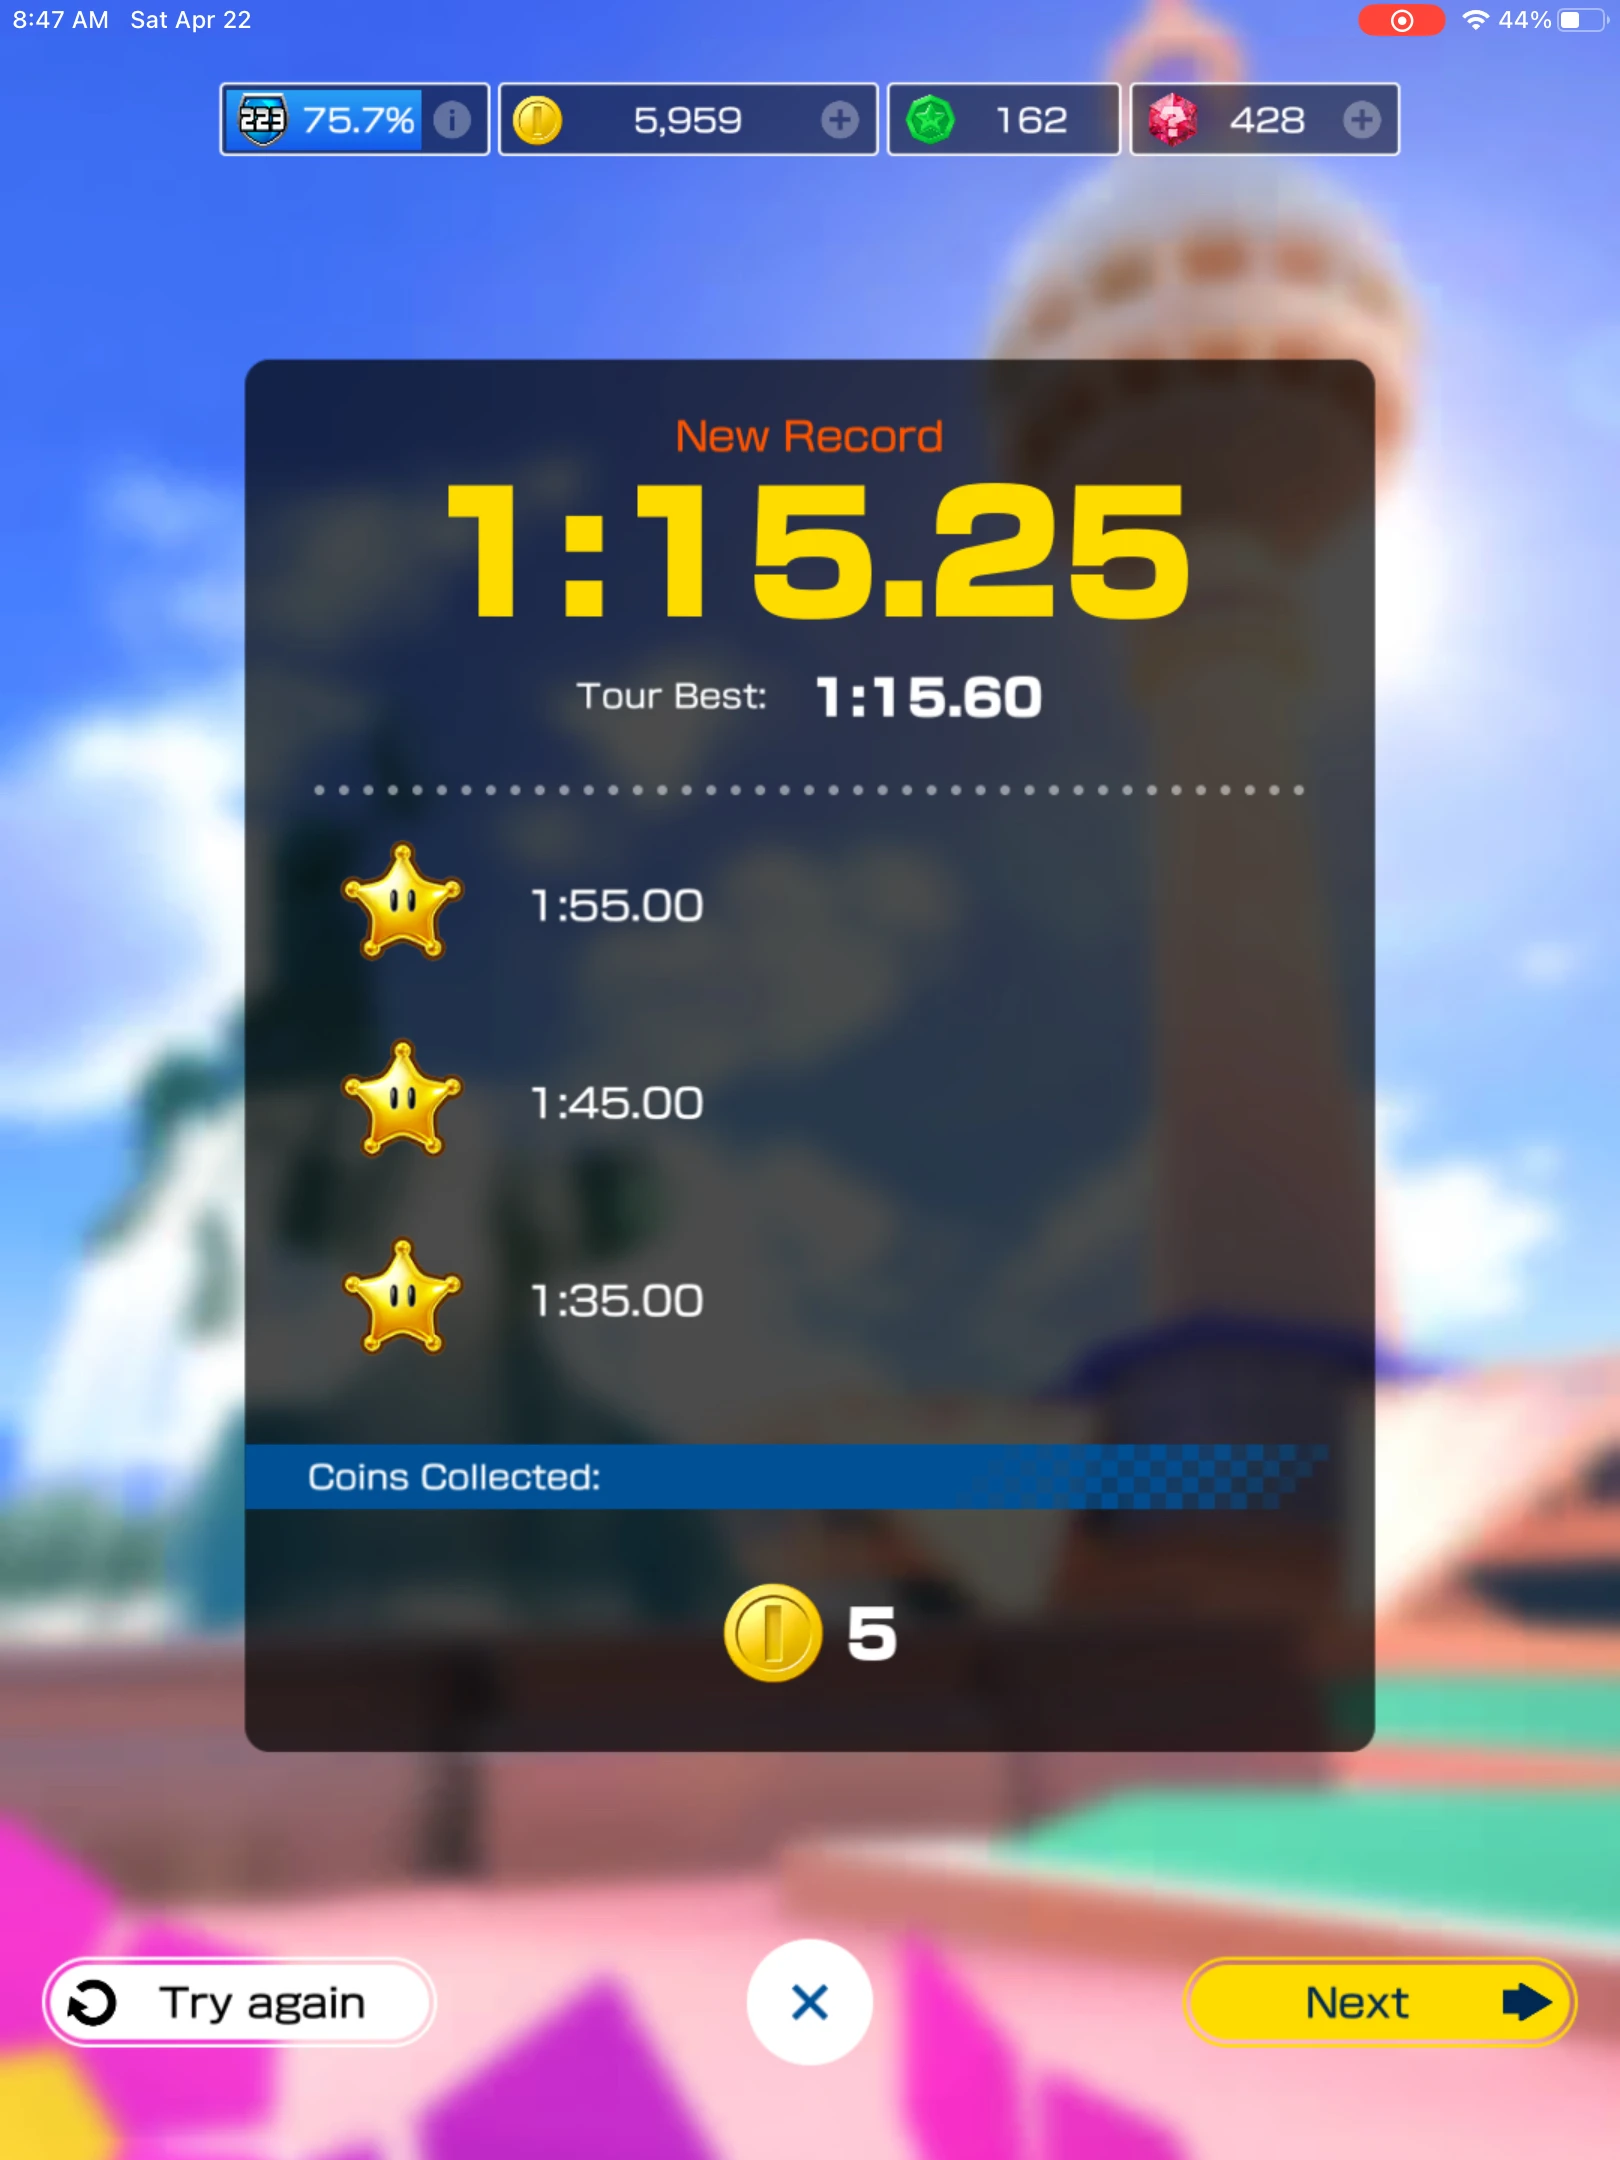 8:47 AM Sat Apr 22
44%
223 75.7% i 5,959 + 162 ? 428 +
New Record
1:15.25
Tour Best: 1:15.60
1:55.00
1:45.00
1:35.00
Coins Collected:
5
Try again
×
Next